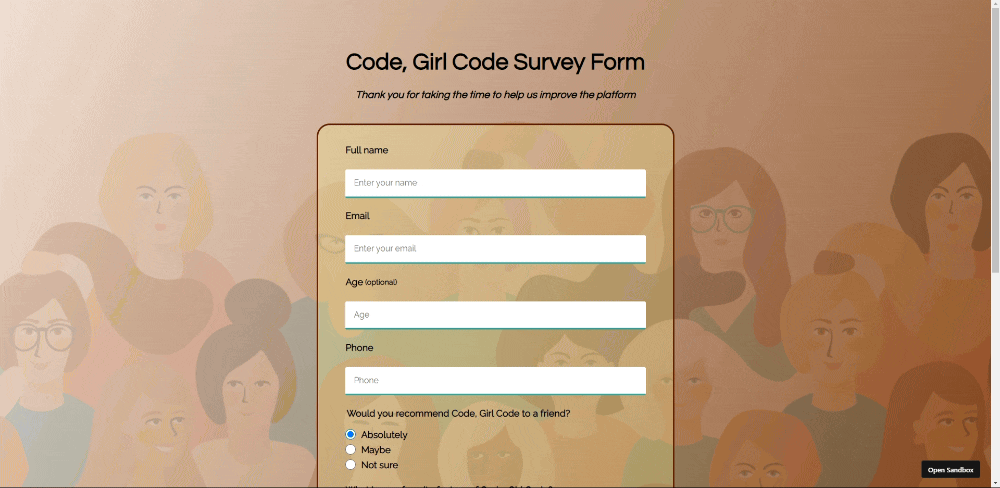 Code, Girl Code Survey Form
Thank you for taking the time to help us improve the platform
Full name
Enter your name
Email
Enter your email
Age (optional)
Age
Phone
Phone
Would you recommend Code, Girl Code to a friend?
Absolutely
Maybe
Not sure
Open Sandbox